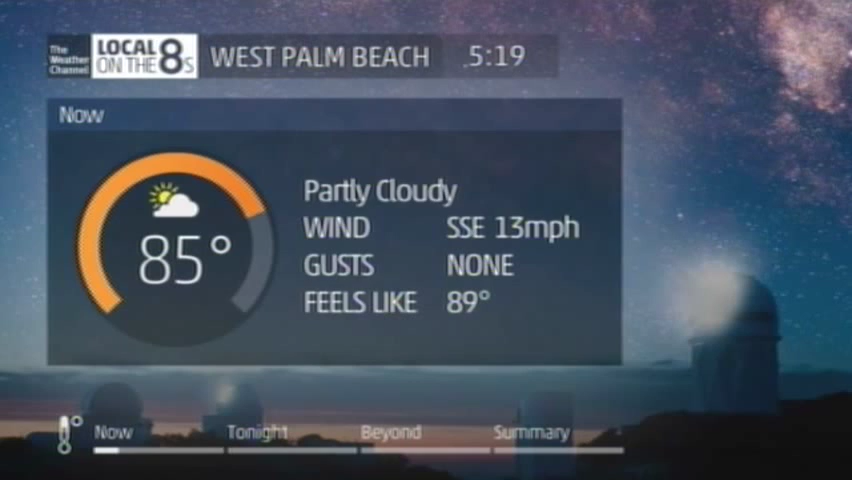 The
Weather
Channel
LOCAL
ON THE 8s
WEST PALM BEACH
5:19
Now
85°
Partly Cloudy
WIND SSE 13mph
GUSTS NONE
FEELS LIKE 89°
Now Tonight Beyond Summary